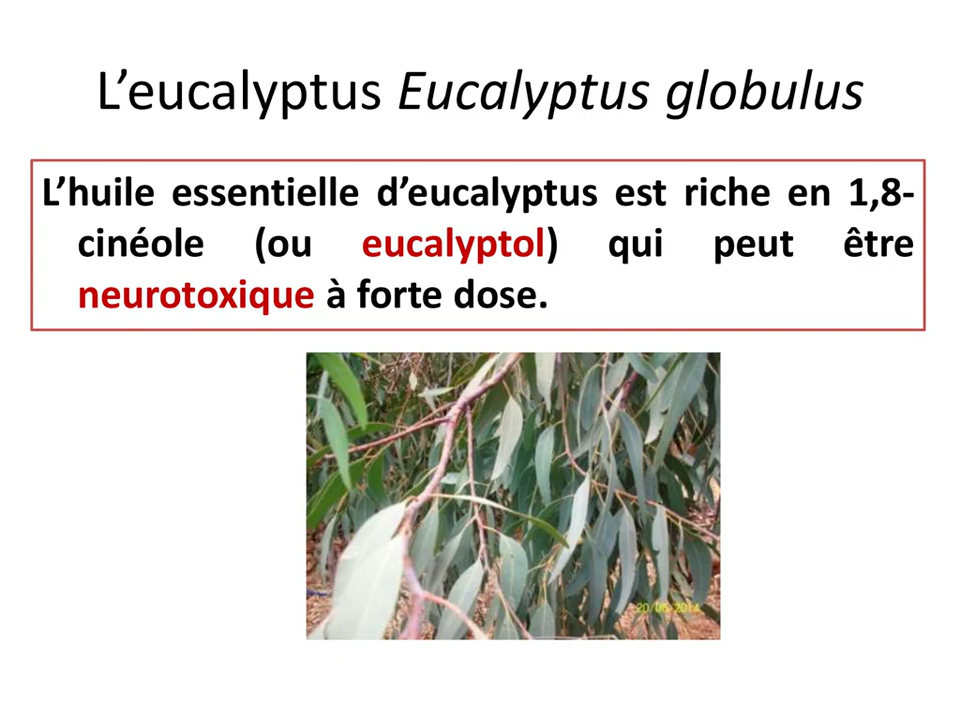 L’eucalyptus Eucalyptus globulus
L’huile essentielle d’eucalyptus est riche en 1,8-
cinéole (ou eucalyptol) qui peut être
neurotoxique à forte dose.
20/05/2014